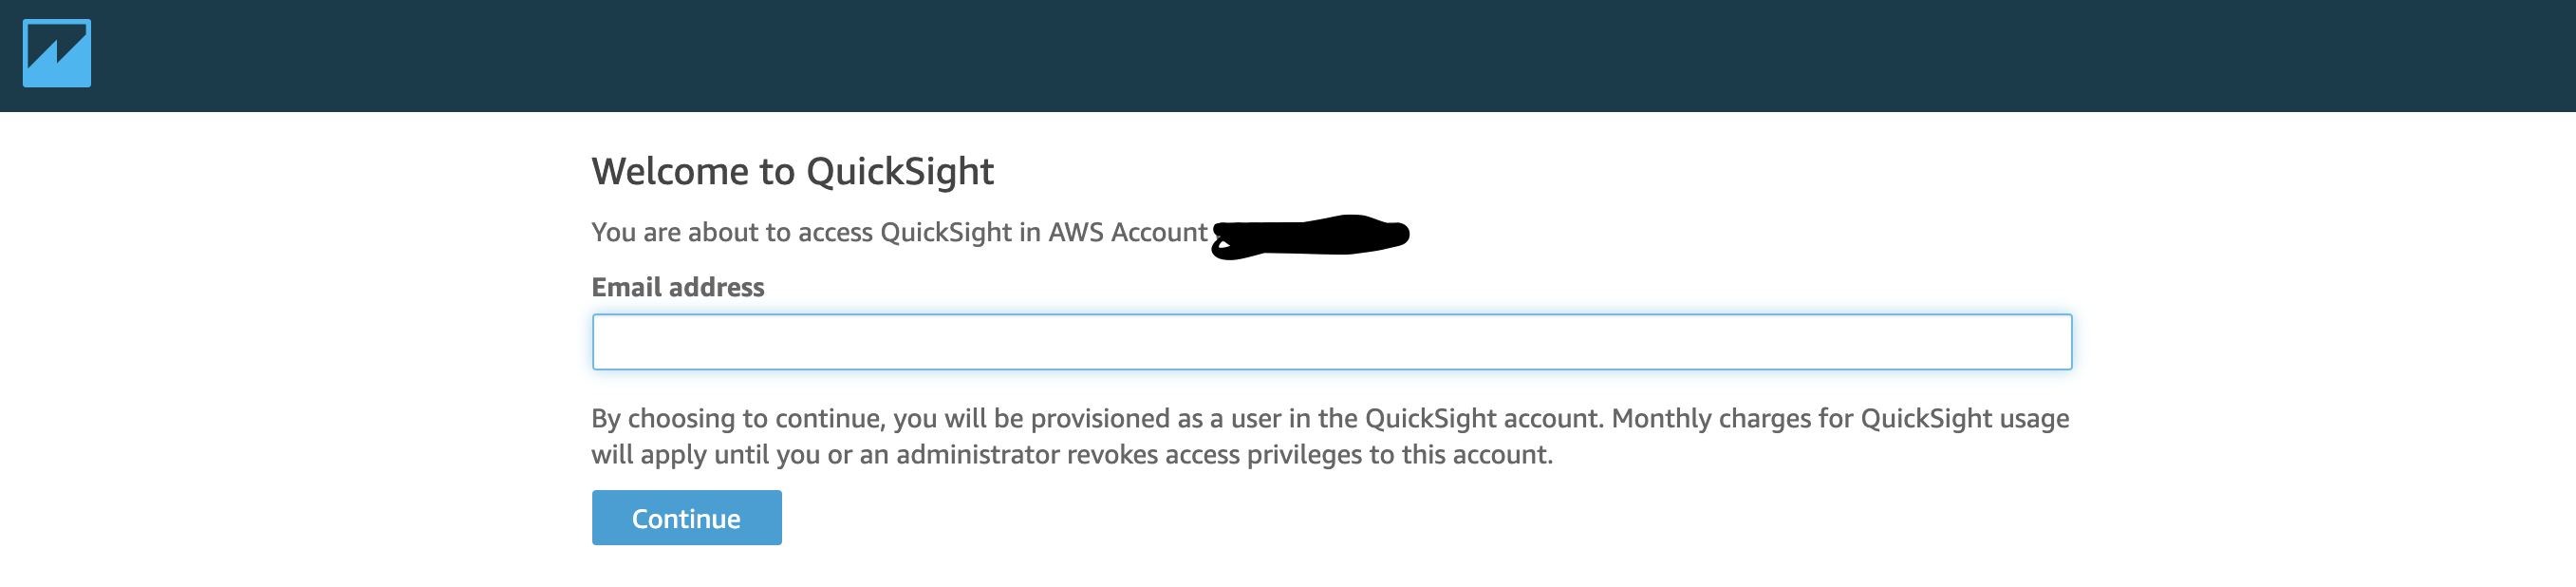 Welcome to QuickSight
You are about to access QuickSight in AWS Account
Email address
By choosing to continue, you will be provisioned as a user in the QuickSight account. Monthly charges for QuickSight usage
will apply until you or an administrator revokes access privileges to this account.
Continue